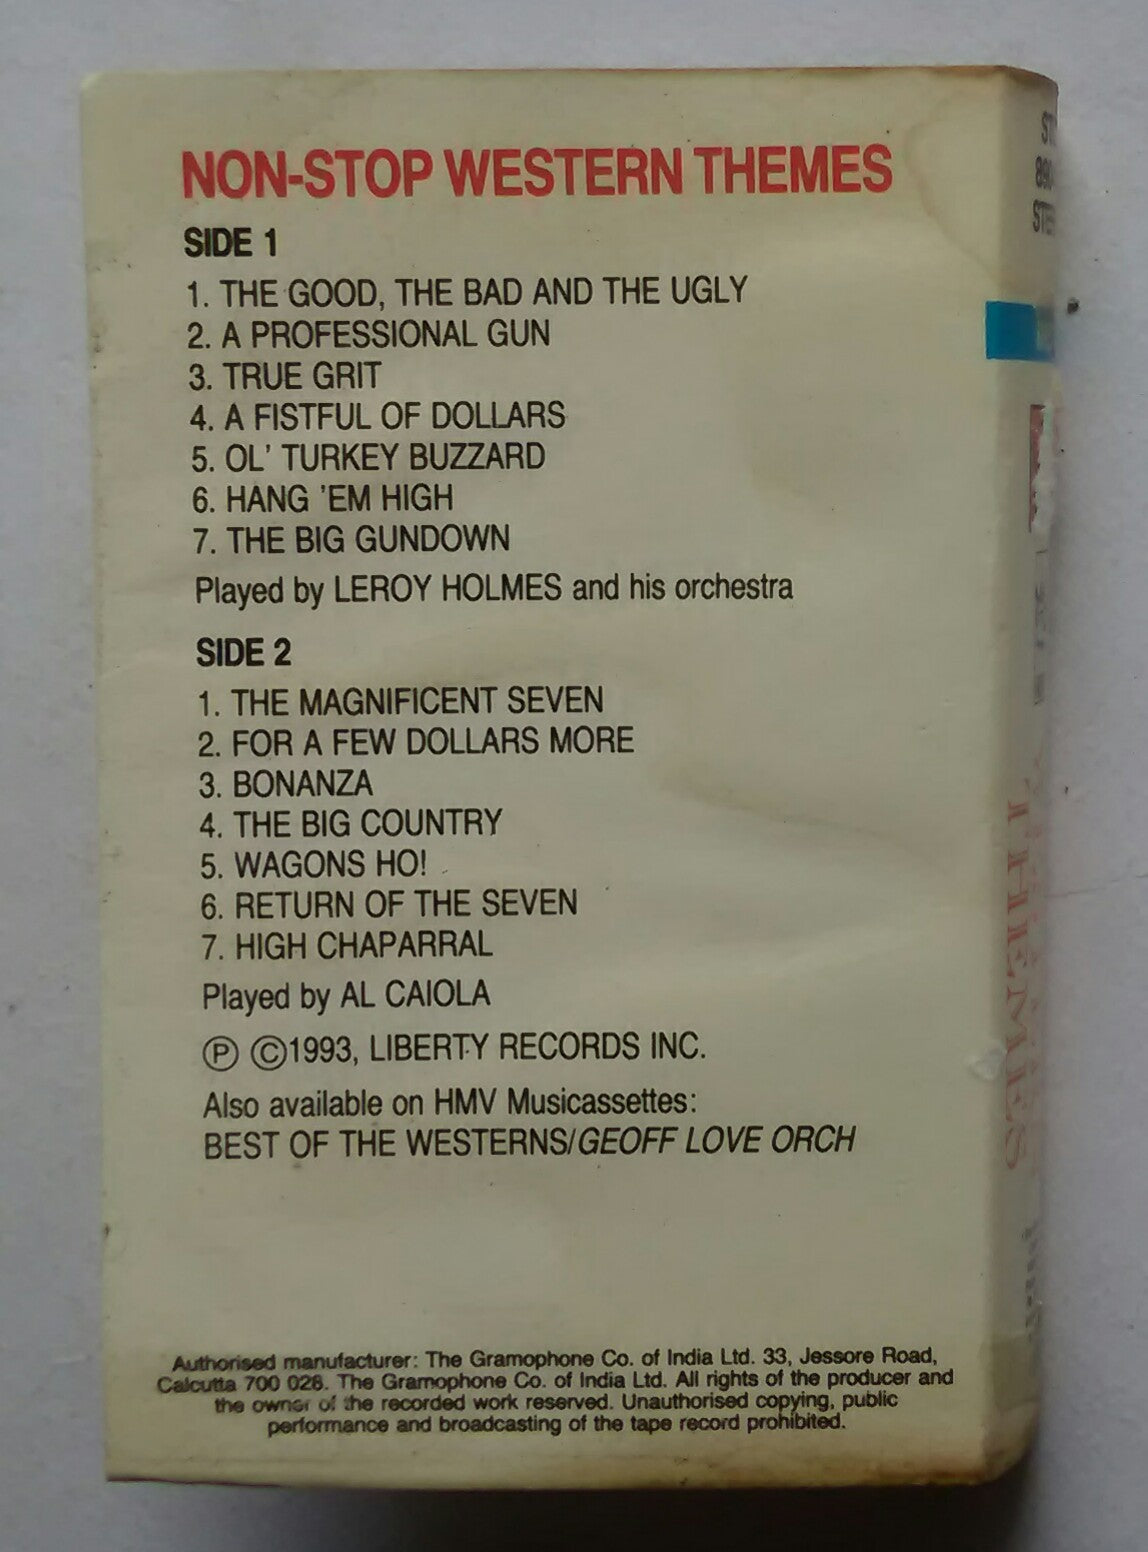 NON-STOP WESTERN THEMES
SIDE 1
1. THE GOOD, THE BAD AND THE UGLY
2. A PROFESSIONAL GUN
3. TRUE GRIT
4. A FISTFUL OF DOLLARS
5. OL' TURKEY BUZZARD
6. HANG 'EM HIGH
7. THE BIG GUNDOWN
Played by LEROY HOLMES and his orchestra
SIDE 2
1. THE MAGNIFICENT SEVEN
2. FOR A FEW DOLLARS MORE
3. BONANZA
4. THE BIG COUNTRY
5. WAGONS HO!
6. RETURN OF THE SEVEN
7. HIGH CHAPARRAL
Played by AL CAIOLA
Ⓟ ©1993, LIBERTY RECORDS INC.
Also available on HMV Musicassettes:
BEST OF THE WESTERNS/GEOFF LOVE ORCH
Authorised manufacturer: The Gramophone Co. of India Ltd. 33, Jessore Road,
Calcutta 700 028. The Gramophone Co. of India Ltd. All rights of the producer and
the owner of the recorded work reserved. Unauthorised copying, public
performance and broadcasting of the tape record prohibited.
THEMES